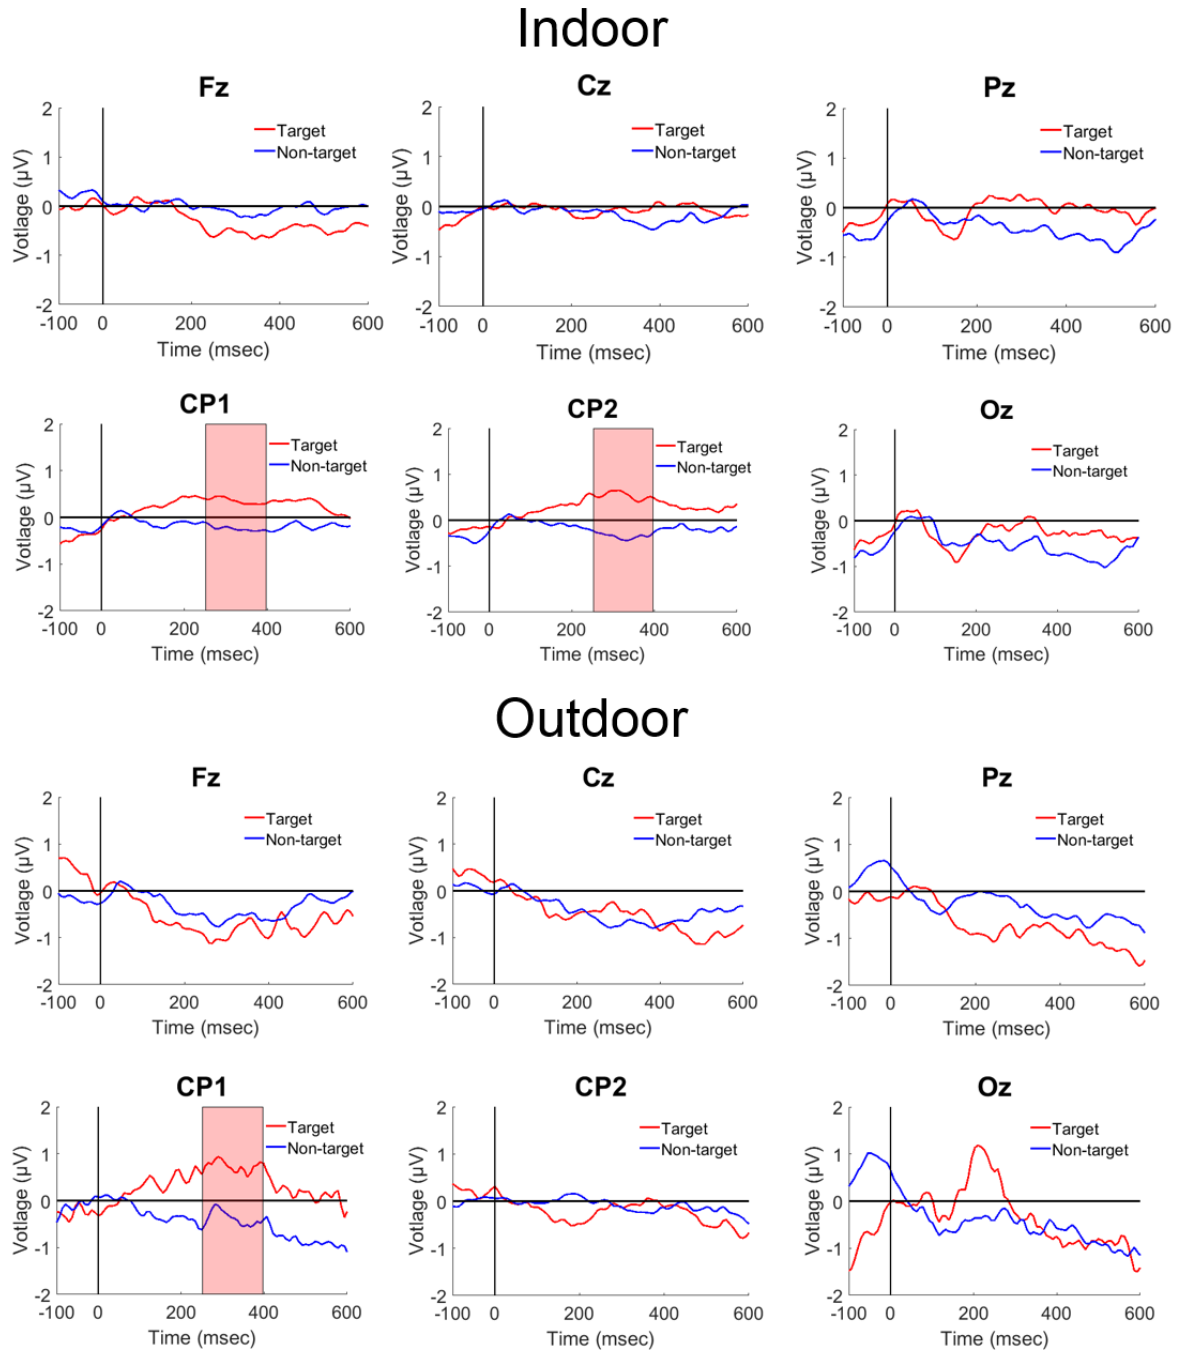 Indoor
Fz
Cz
Pz
2
1
0
-1
-2
Votlage (µV)
Target
Non-target
-100 0 200 400 600
Time (msec)
2
1
0
-1
-2
Votlage (µV)
Target
Non-target
-100 0 200 400 600
Time (msec)
2
1
0
-1
-2
Votlage (µV)
Target
Non-target
-100 0 200 400 600
Time (msec)
CP1
CP2
Oz
2
1
0
-1
-2
Votlage (µV)
Target
Non-target
-100 0 200 400 600
Time (msec)
2
1
0
-1
-2
Votlage (µV)
Target
Non-target
-100 0 200 400 600
Time (msec)
2
1
0
-1
-2
Votlage (µV)
Target
Non-target
-100 0 200 400 600
Time (msec)
Outdoor
Fz
Cz
Pz
2
1
0
-1
-2
Votlage (µV)
Target
Non-target
-100 0 200 400 600
Time (msec)
2
1
0
-1
-2
Votlage (µV)
Target
Non-target
-100 0 200 400 600
Time (msec)
2
1
0
-1
-2
Votlage (µV)
Target
Non-target
-100 0 200 400 600
Time (msec)
CP1
CP2
Oz
2
1
0
-1
-2
Votlage (µV)
Target
Non-target
-100 0 200 400 600
Time (msec)
2
1
0
-1
-2
Votlage (µV)
Target
Non-target
-100 0 200 400 600
Time (msec)
2
1
0
-1
-2
Votlage (µV)
Target
Non-target
-100 0 200 400 600
Time (msec)